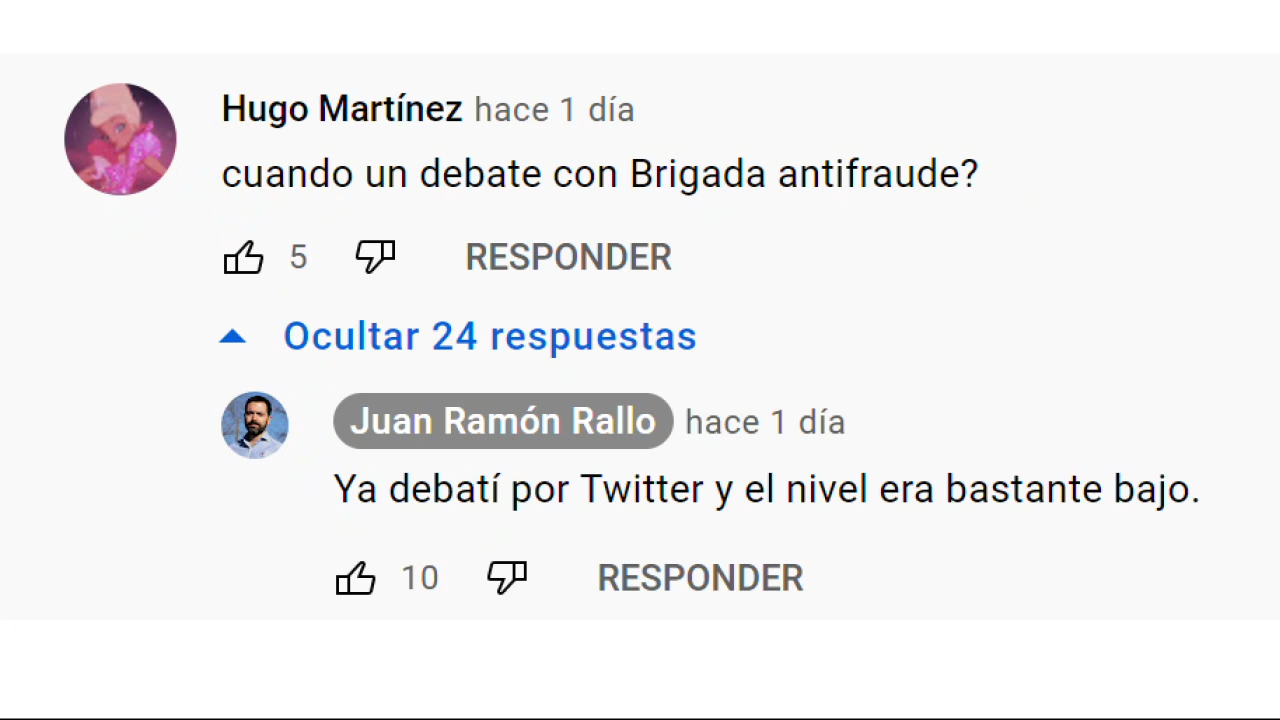 Hugo Martínez hace 1 día
cuando un debate con Brigada antifraude?
5 RESPONDER
Ocultar 24 respuestas
Juan Ramón Rallo hace 1 día
Ya debatí por Twitter y el nivel era bastante bajo.
10 RESPONDER